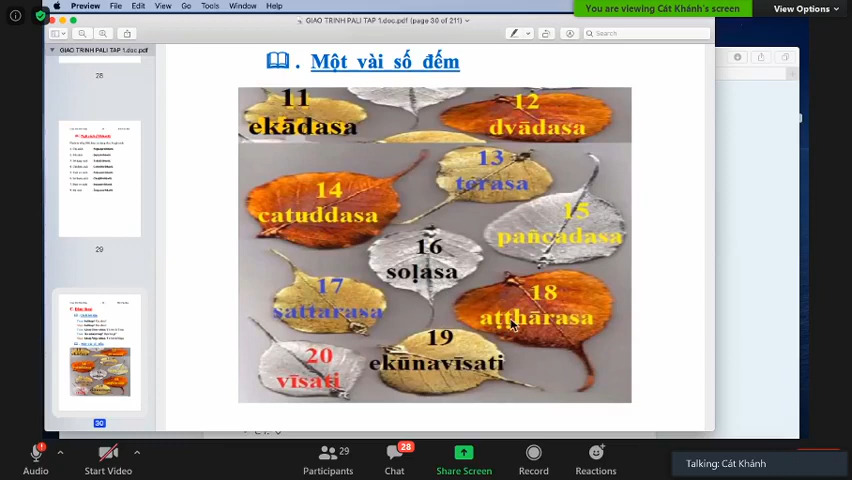 Preview File Edit View Go Tools Window Help
You are viewing Cát Khánh's screen
View Options
GIAO TRINH PALI TAP 1.doc.pdf (page 30 of 211)
Search
GIAO TRINH PALI TAP 1.doc.pdf
28
29
30
. Một vài số đếm
11
ekādasa
12
dvādasa
13
terasa
14
catuddasa
15
pañcadasa
16
soḷasa
17
sattarasa
18
aṭṭhārasa
19
ekūnavīsati
20
vīsati
Audio
Start Video
29
Participants
28
Chat
Share Screen
Record
Reactions
Talking: Cát Khánh